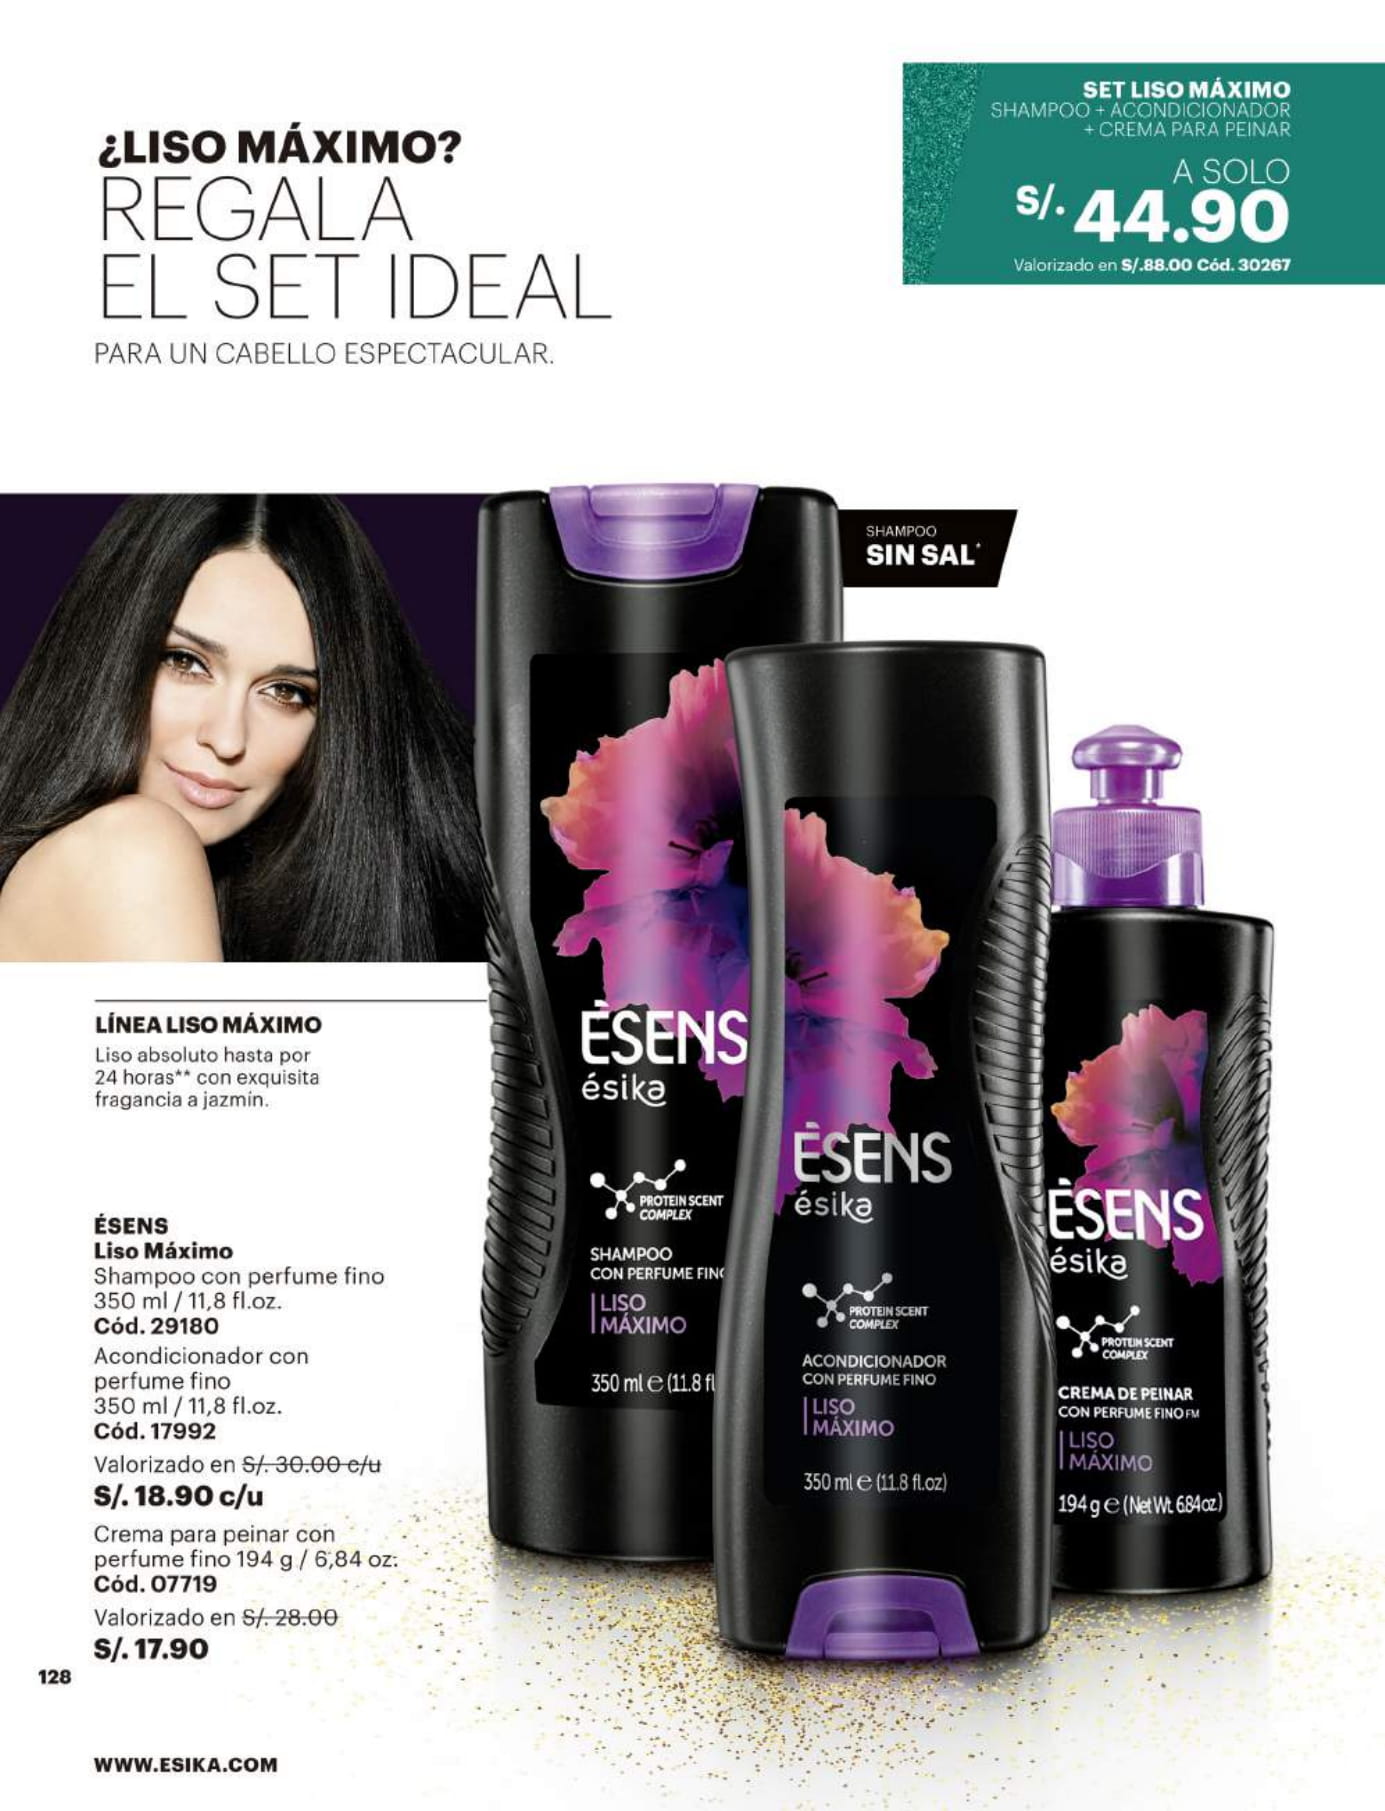 ¿LISO MÁXIMO?
REGALA
EL SET IDEAL
PARA UN CABELLO ESPECTACULAR.
SET LISO MÁXIMO
SHAMPOO + ACONDICIONADOR
+ CREMA PARA PEINAR
A SOLO
S/. 44.90
Valorizado en S/.88.00 Cód. 30267
SHAMPOO
SIN SAL*
LÍNEA LISO MÁXIMO
Liso absoluto hasta por
24 horas** con exquisita
fragancia a jazmín.
ÉSENS
Liso Máximo
Shampoo con perfume fino
350 ml / 11,8 fl.oz.
Cód. 29180
Acondicionador con
perfume fino
350 ml / 11,8 fl.oz.
Cód. 17992
Valorizado en S/. 30.00 c/u
S/. 18.90 c/u
Crema para peinar con
perfume fino 194 g / 6,84 oz.
Cód. 07719
Valorizado en S/. 28.00
S/. 17.90
ÉSENS
ésika
PROTEIN SCENT
COMPLEX
SHAMPOO
CON PERFUME FINO
LISO
MÁXIMO
350 ml e (11.8 fl
ÉSENS
ésika
PROTEIN SCENT
COMPLEX
ACONDICIONADOR
CON PERFUME FINO
LISO
MÁXIMO
350 ml e (11.8 fl.oz)
ÉSENS
ésika
PROTEIN SCENT
COMPLEX
CREMA DE PEINAR
CON PERFUME FINO FM
LISO
MÁXIMO
194 g e (Net Wt. 6.84 oz.)
128
WWW.ESIKA.COM